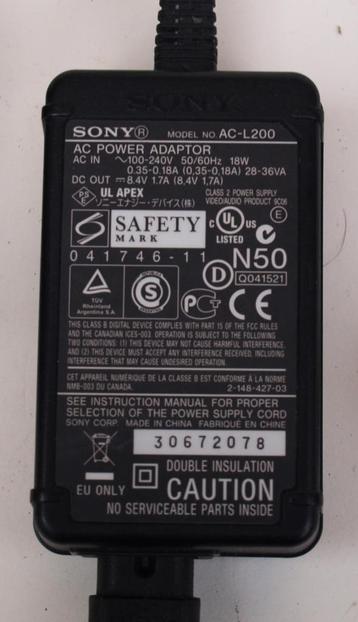 SONY
SONY® MODEL NO. AC-L200
AC POWER ADAPTOR
AC IN ~100-240V 50/60Hz 18W
0.35-0.18A (0,35-0,18A) 28-36VA
DC OUT 8.4V 1.7A (8,4V 1,7A)
PS E UL APEX
ソニーエナジー・デバイス(株)
CLASS 2 POWER SUPPLY
VIDEO/AUDIO PRODUCT 9C06
S SAFETY
MARK
C UL US
LISTED
E
041746-11
N50
D Q041521
TÜV
Rheinland
Argentina S.A.
S
CE
THIS CLASS B DIGITAL DEVICE COMPLIES WITH PART 15 OF THE FCC RULES
AND THE CANADIAN ICES-003. OPERATION IS SUBJECT TO THE FOLLOWING
TWO CONDITIONS: (1) THIS DEVICE MAY NOT CAUSE HARMFUL INTERFERENCE,
AND (2) THIS DEVICE MUST ACCEPT ANY INTERFERENCE RECEIVED, INCLUDING
INTERFERENCE THAT MAY CAUSE UNDESIRED OPERATION.
CET APPAREIL NUMÉRIQUE DE LA CLASSE B EST CONFORME À LA NORME
NMB-003 DU CANADA. 2-148-427-03
SEE INSTRUCTION MANUAL FOR PROPER
SELECTION OF THE POWER SUPPLY CORD
SONY CORP. MADE IN CHINA FABRIQUÉ EN CHINE
30672078
EU ONLY
DOUBLE INSULATION
CAUTION
NO SERVICEABLE PARTS INSIDE